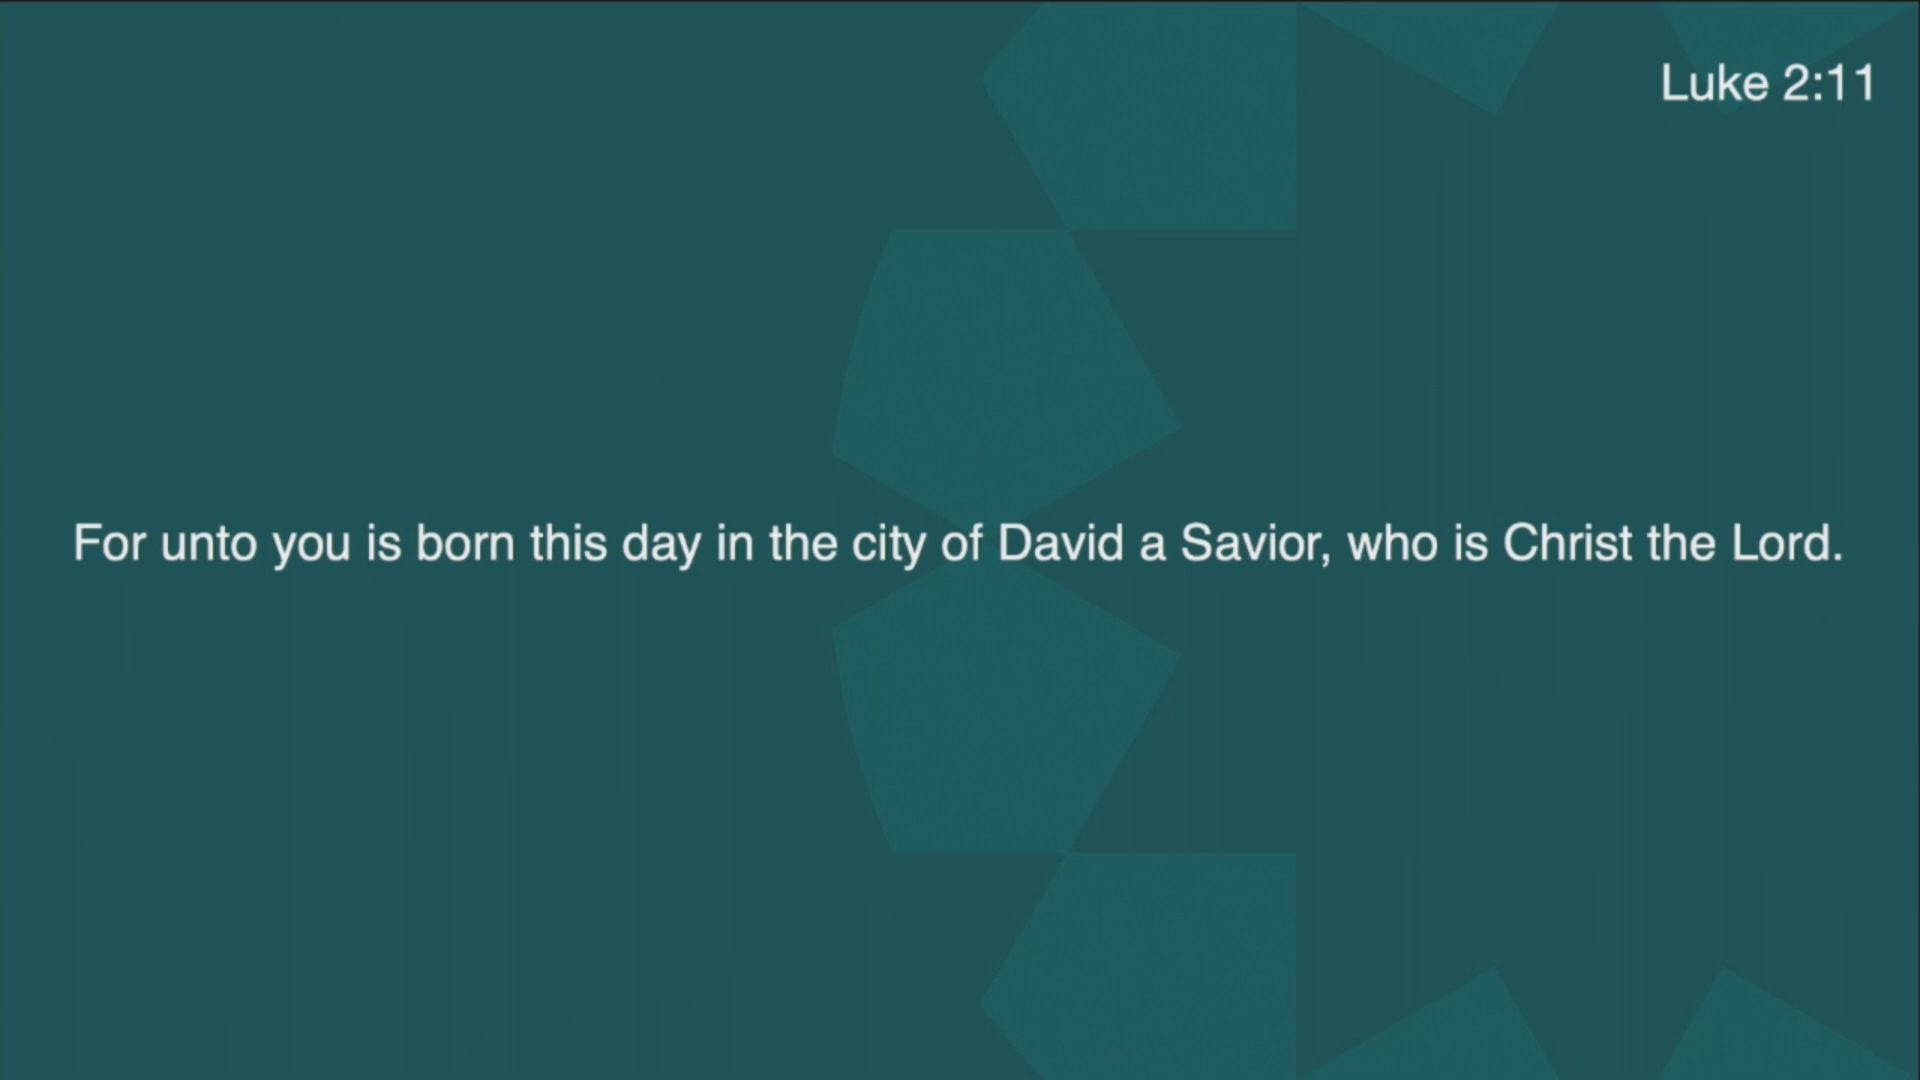 Luke 2:11
For unto you is born this day in the city of David a Savior, who is Christ the Lord.